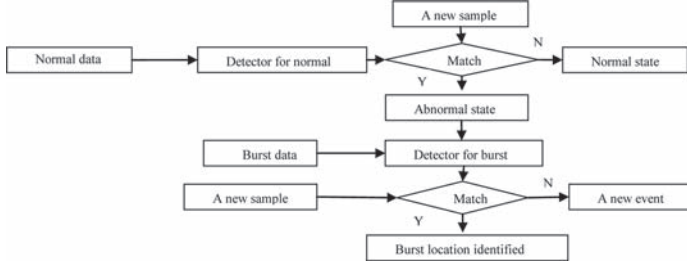 A new sample
Normal data
Detector for normal
Match
N
Normal state
Y
Abnormal state
Burst data
Detector for burst
A new sample
Match
N
A new event
Y
Burst location identified